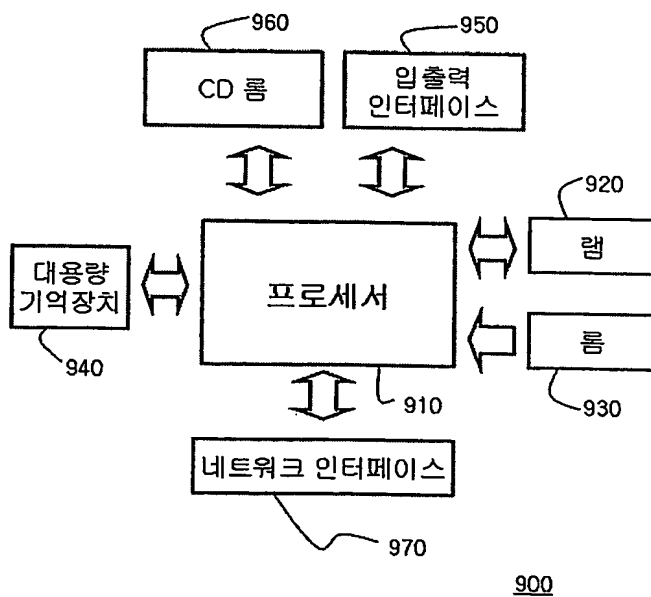 960
950
CD 롬
입출력
인터페이스
920
램
대용량
기억장치
프로세서
롬
940
910
930
네트워크 인터페이스
970
900